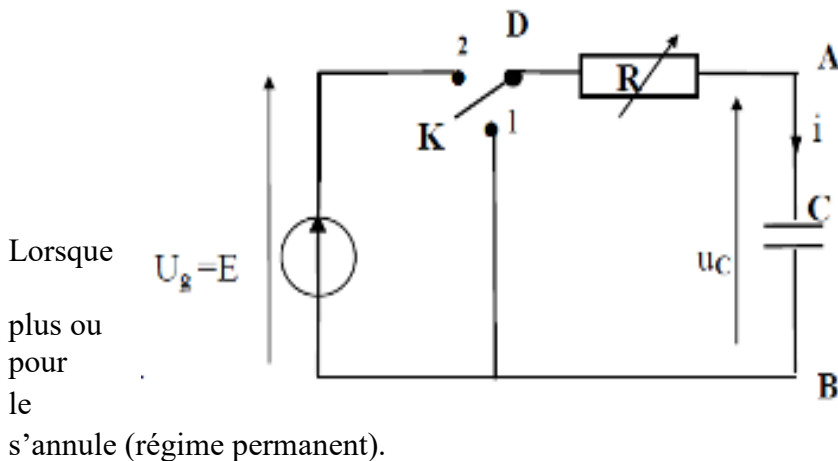 D
2
A
R
K
1
i
C
Lorsque
U_g=E
u_C
plus ou
pour
B
le
s’annule (régime permanent).